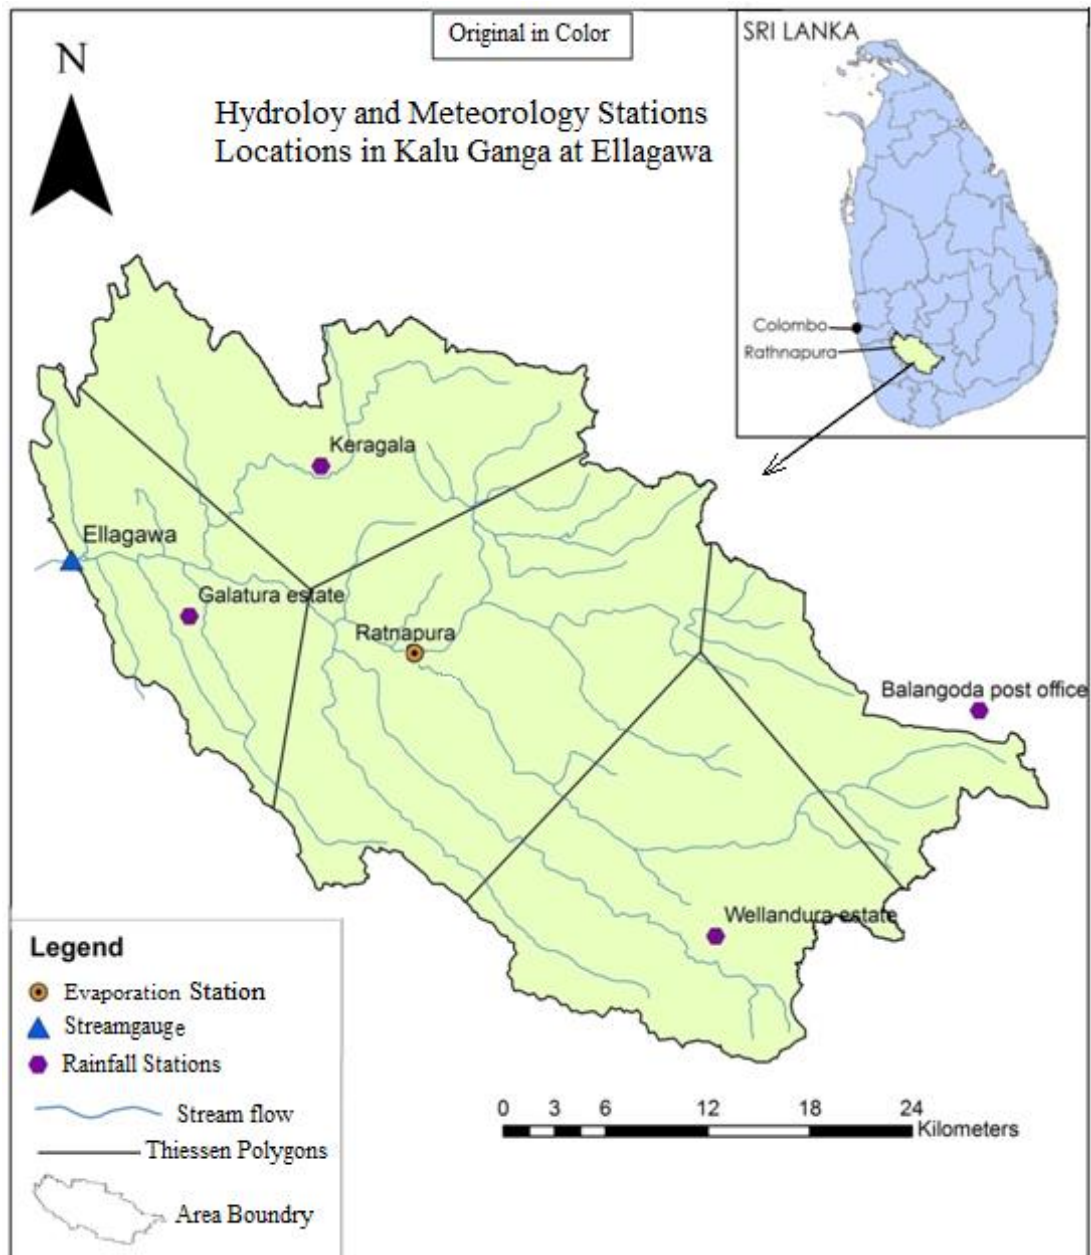 Original in Color
SRI LANKA
N
Hydroloy and Meteorology Stations
Locations in Kalu Ganga at Ellagawa
Colombo
Rathnapura
Keragala
Ellagawa
Galatura estate
Ratnapura
Balangoda post office
Wellandura estate
Legend
Evaporation Station
Streamgauge
Rainfall Stations
Stream flow
Thiessen Polygons
Area Boundry
0 3 6 12 18 24
Kilometers